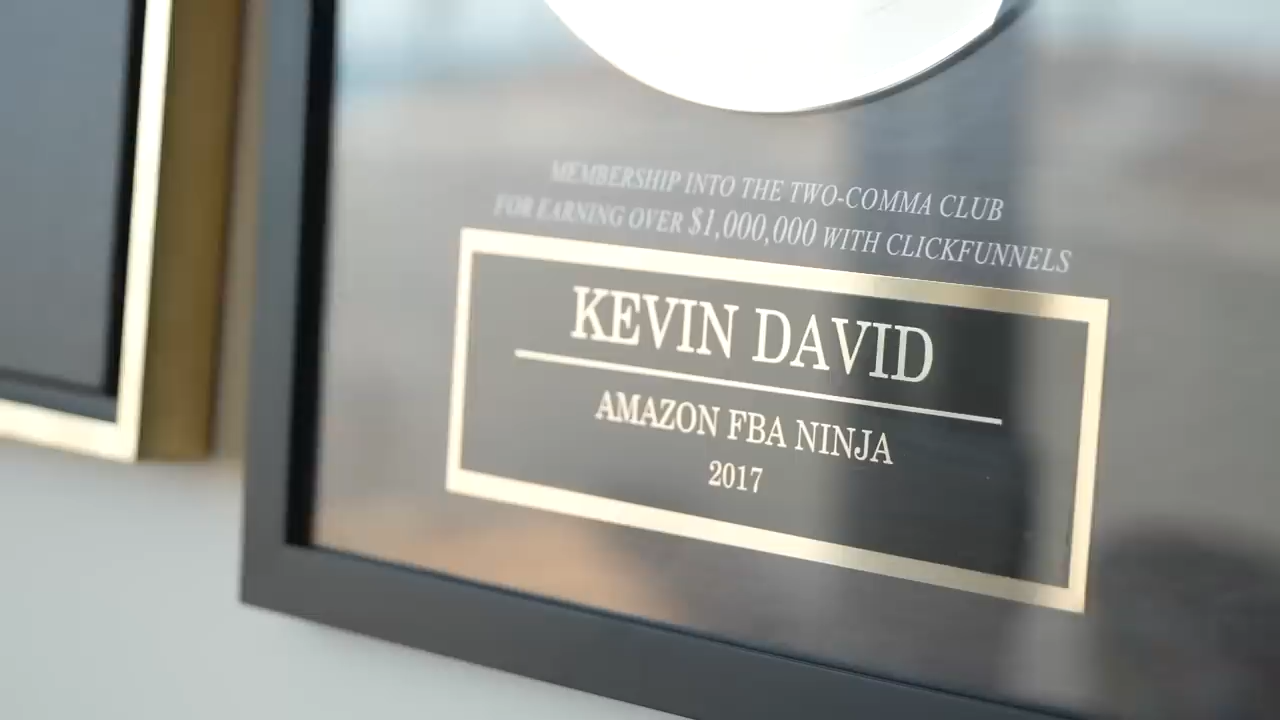 MEMBERSHIP INTO THE TWO-COMMA CLUB
FOR EARNING OVER $1,000,000 WITH CLICKFUNNELS
KEVIN DAVID
AMAZON FBA NINJA
2017